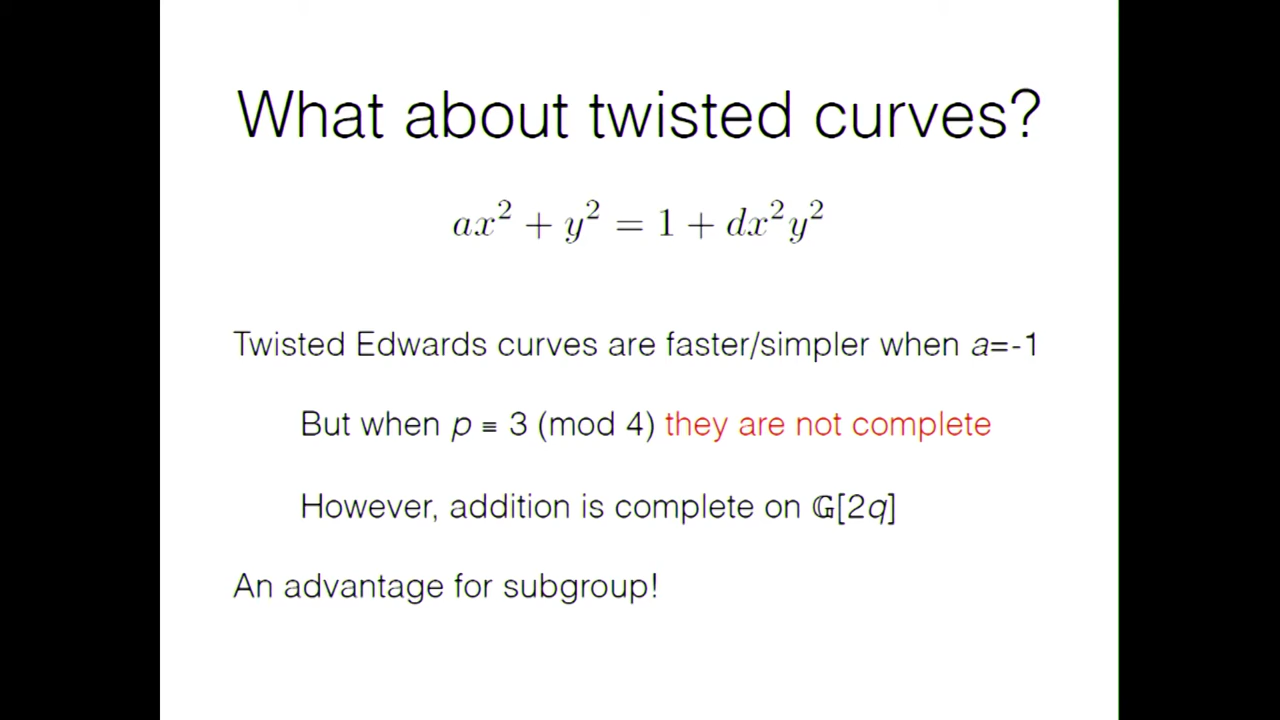 What about twisted curves?
ax² + y² = 1 + dx²y²
Twisted Edwards curves are faster/simpler when a=-1
But when p ≡ 3 (mod 4) they are not complete
However, addition is complete on 𝔾[2q]
An advantage for subgroup!